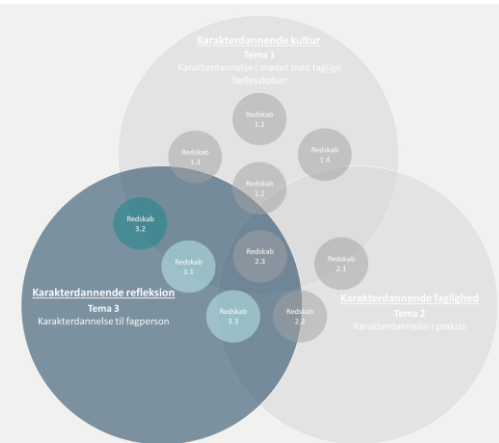 Karakterdannende kultur
Tema 1
Karakterdannelse i mødet med faglige
fællesskaber
Redskab
1.1
Redskab
1.3
Redskab
1.4
Redskab
1.2
Redskab
3.2
Redskab
2.3
Redskab
3.1
Redskab
2.1
Karakterdannende refleksion
Tema 3
Karakterdannelse til fagperson
Karakterdannende faglighed
Tema 2
Karakterdannelse i praksis
Redskab
3.3
Redskab
2.2